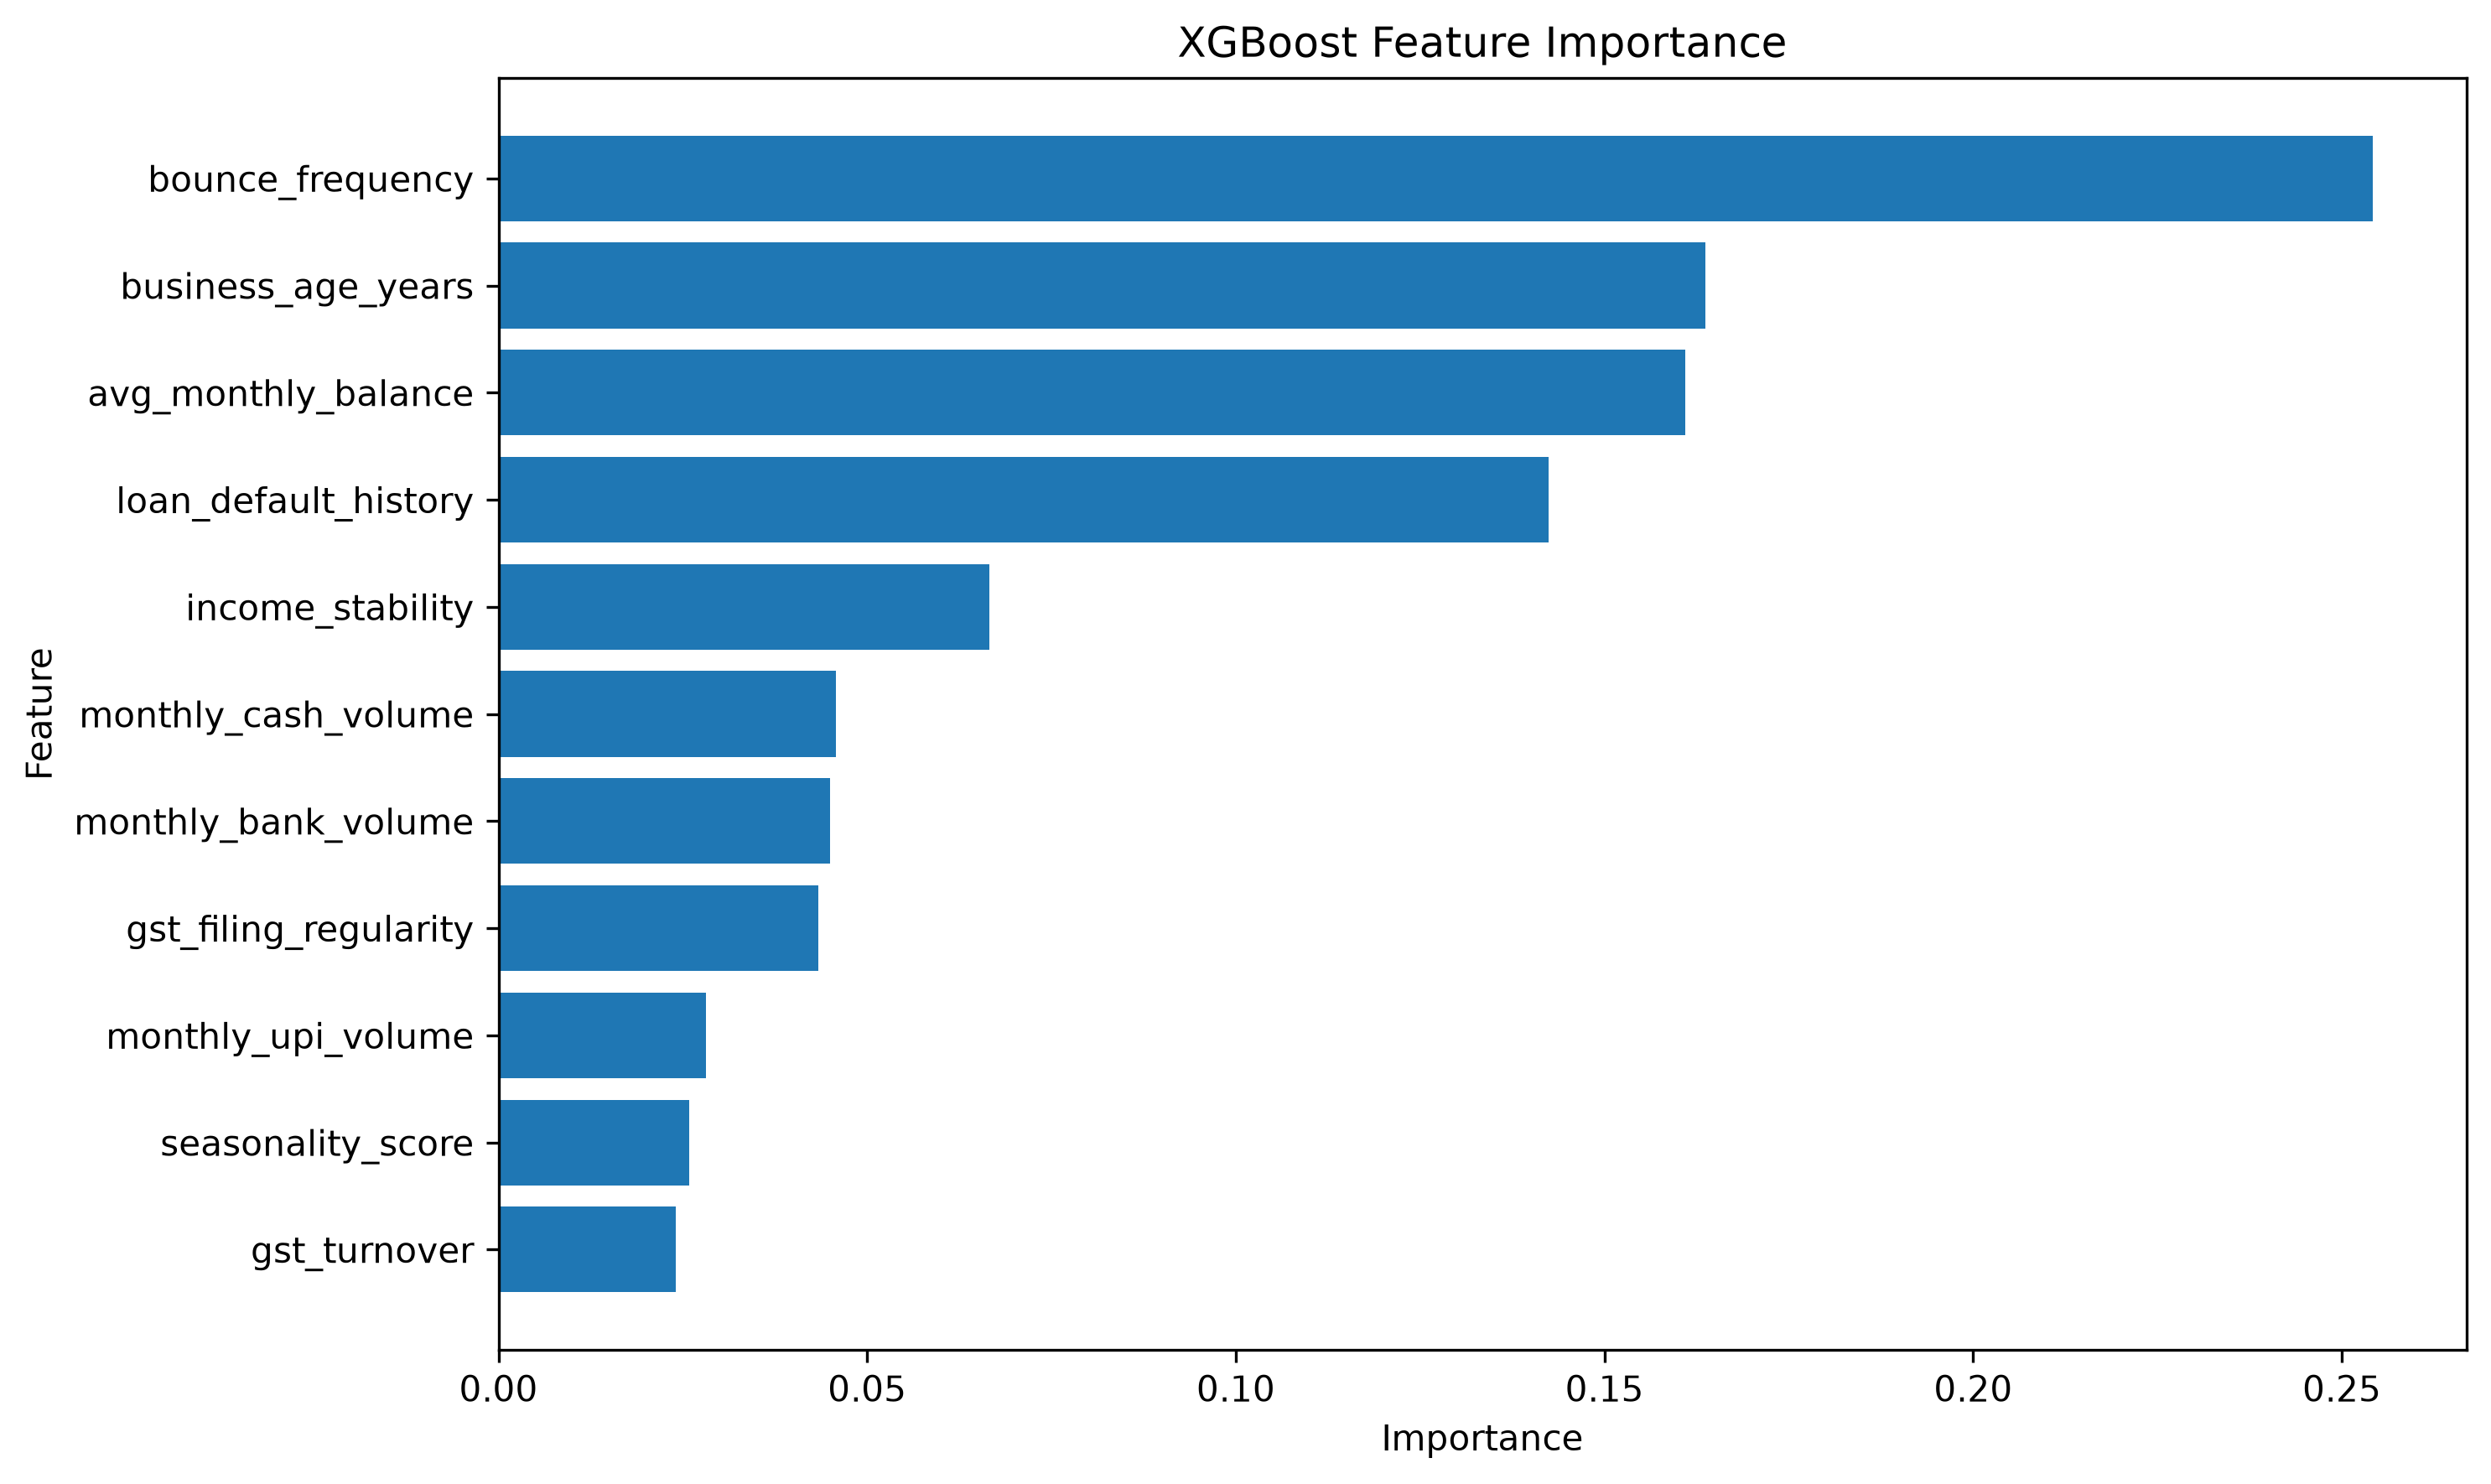 XGBoost Feature Importance
bounce_frequency
business_age_years
avg_monthly_balance
loan_default_history
income_stability
monthly_cash_volume
monthly_bank_volume
gst_filing_regularity
monthly_upi_volume
seasonality_score
gst_turnover
Feature
0.00 0.05 0.10 0.15 0.20 0.25
Importance